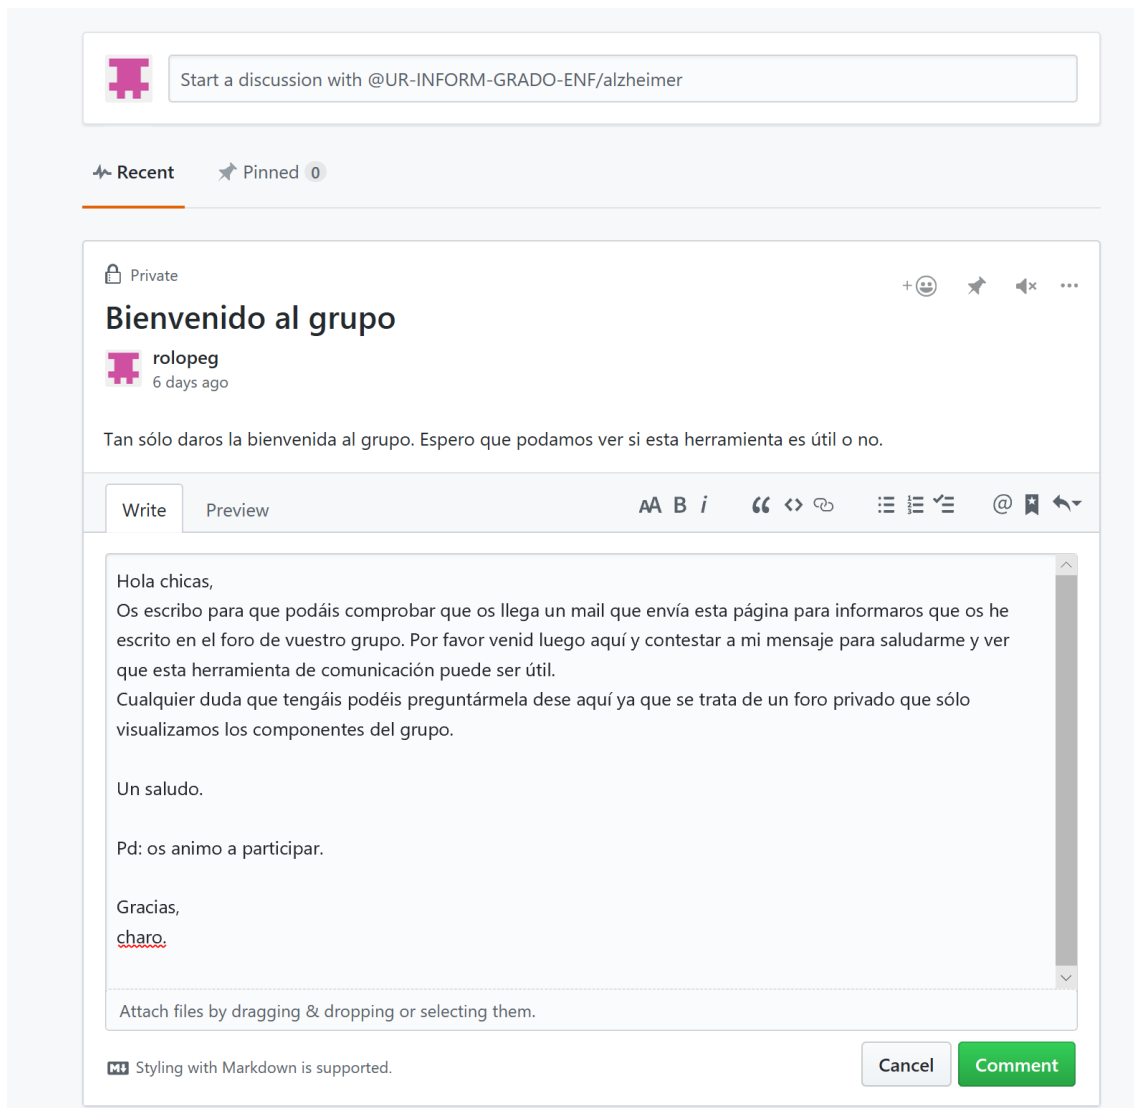 Start a discussion with @UR-INFORM-GRADO-ENF/alzheimer
Recent
Pinned 0
Private
Bienvenido al grupo
rolopeg
6 days ago
Tan sólo daros la bienvenida al grupo. Espero que podamos ver si esta herramienta es útil o no.
Write
Preview
AA B i
Hola chicas,
Os escribo para que podáis comprobar que os llega un mail que envía esta página para informaros que os he
escrito en el foro de vuestro grupo. Por favor venid luego aquí y contestar a mi mensaje para saludarme y ver
que esta herramienta de comunicación puede ser útil.
Cualquier duda que tengáis podéis preguntármela dese aquí ya que se trata de un foro privado que sólo
visualizamos los componentes del grupo.
Un saludo.
Pd: os animo a participar.
Gracias,
charo.
Attach files by dragging & dropping or selecting them.
Styling with Markdown is supported.
Cancel
Comment